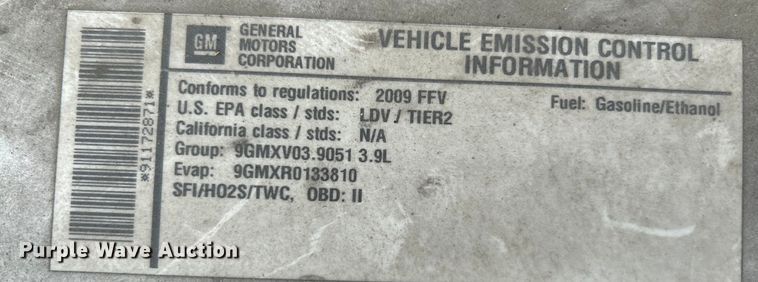 GM
GENERAL
MOTORS
CORPORATION
VEHICLE EMISSION CONTROL
INFORMATION
Conforms to regulations: 2009 FFV
Fuel: Gasoline/Ethanol
U.S. EPA class / stds: LDV / TIER2
California class / stds: N/A
Group: 9GMXV03.9051 3.9L
Evap: 9GMXR0133810
SFI/HO2S/TWC, OBD: II
*91172871*
Purple Wave Auction